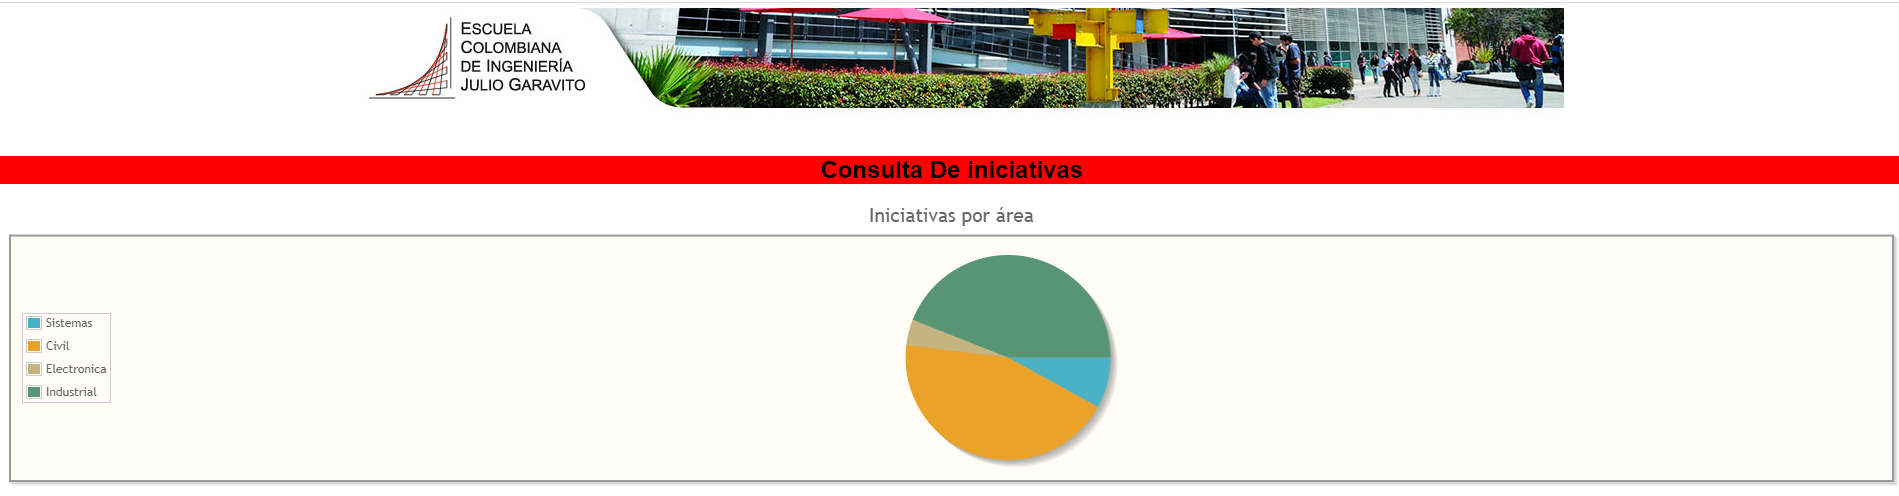 ESCUELA
COLOMBIANA
DE INGENIERÍA
JULIO GARAVITO
Consulta De iniciativas
Iniciativas por área
Sistemas
Civil
Electronica
Industrial